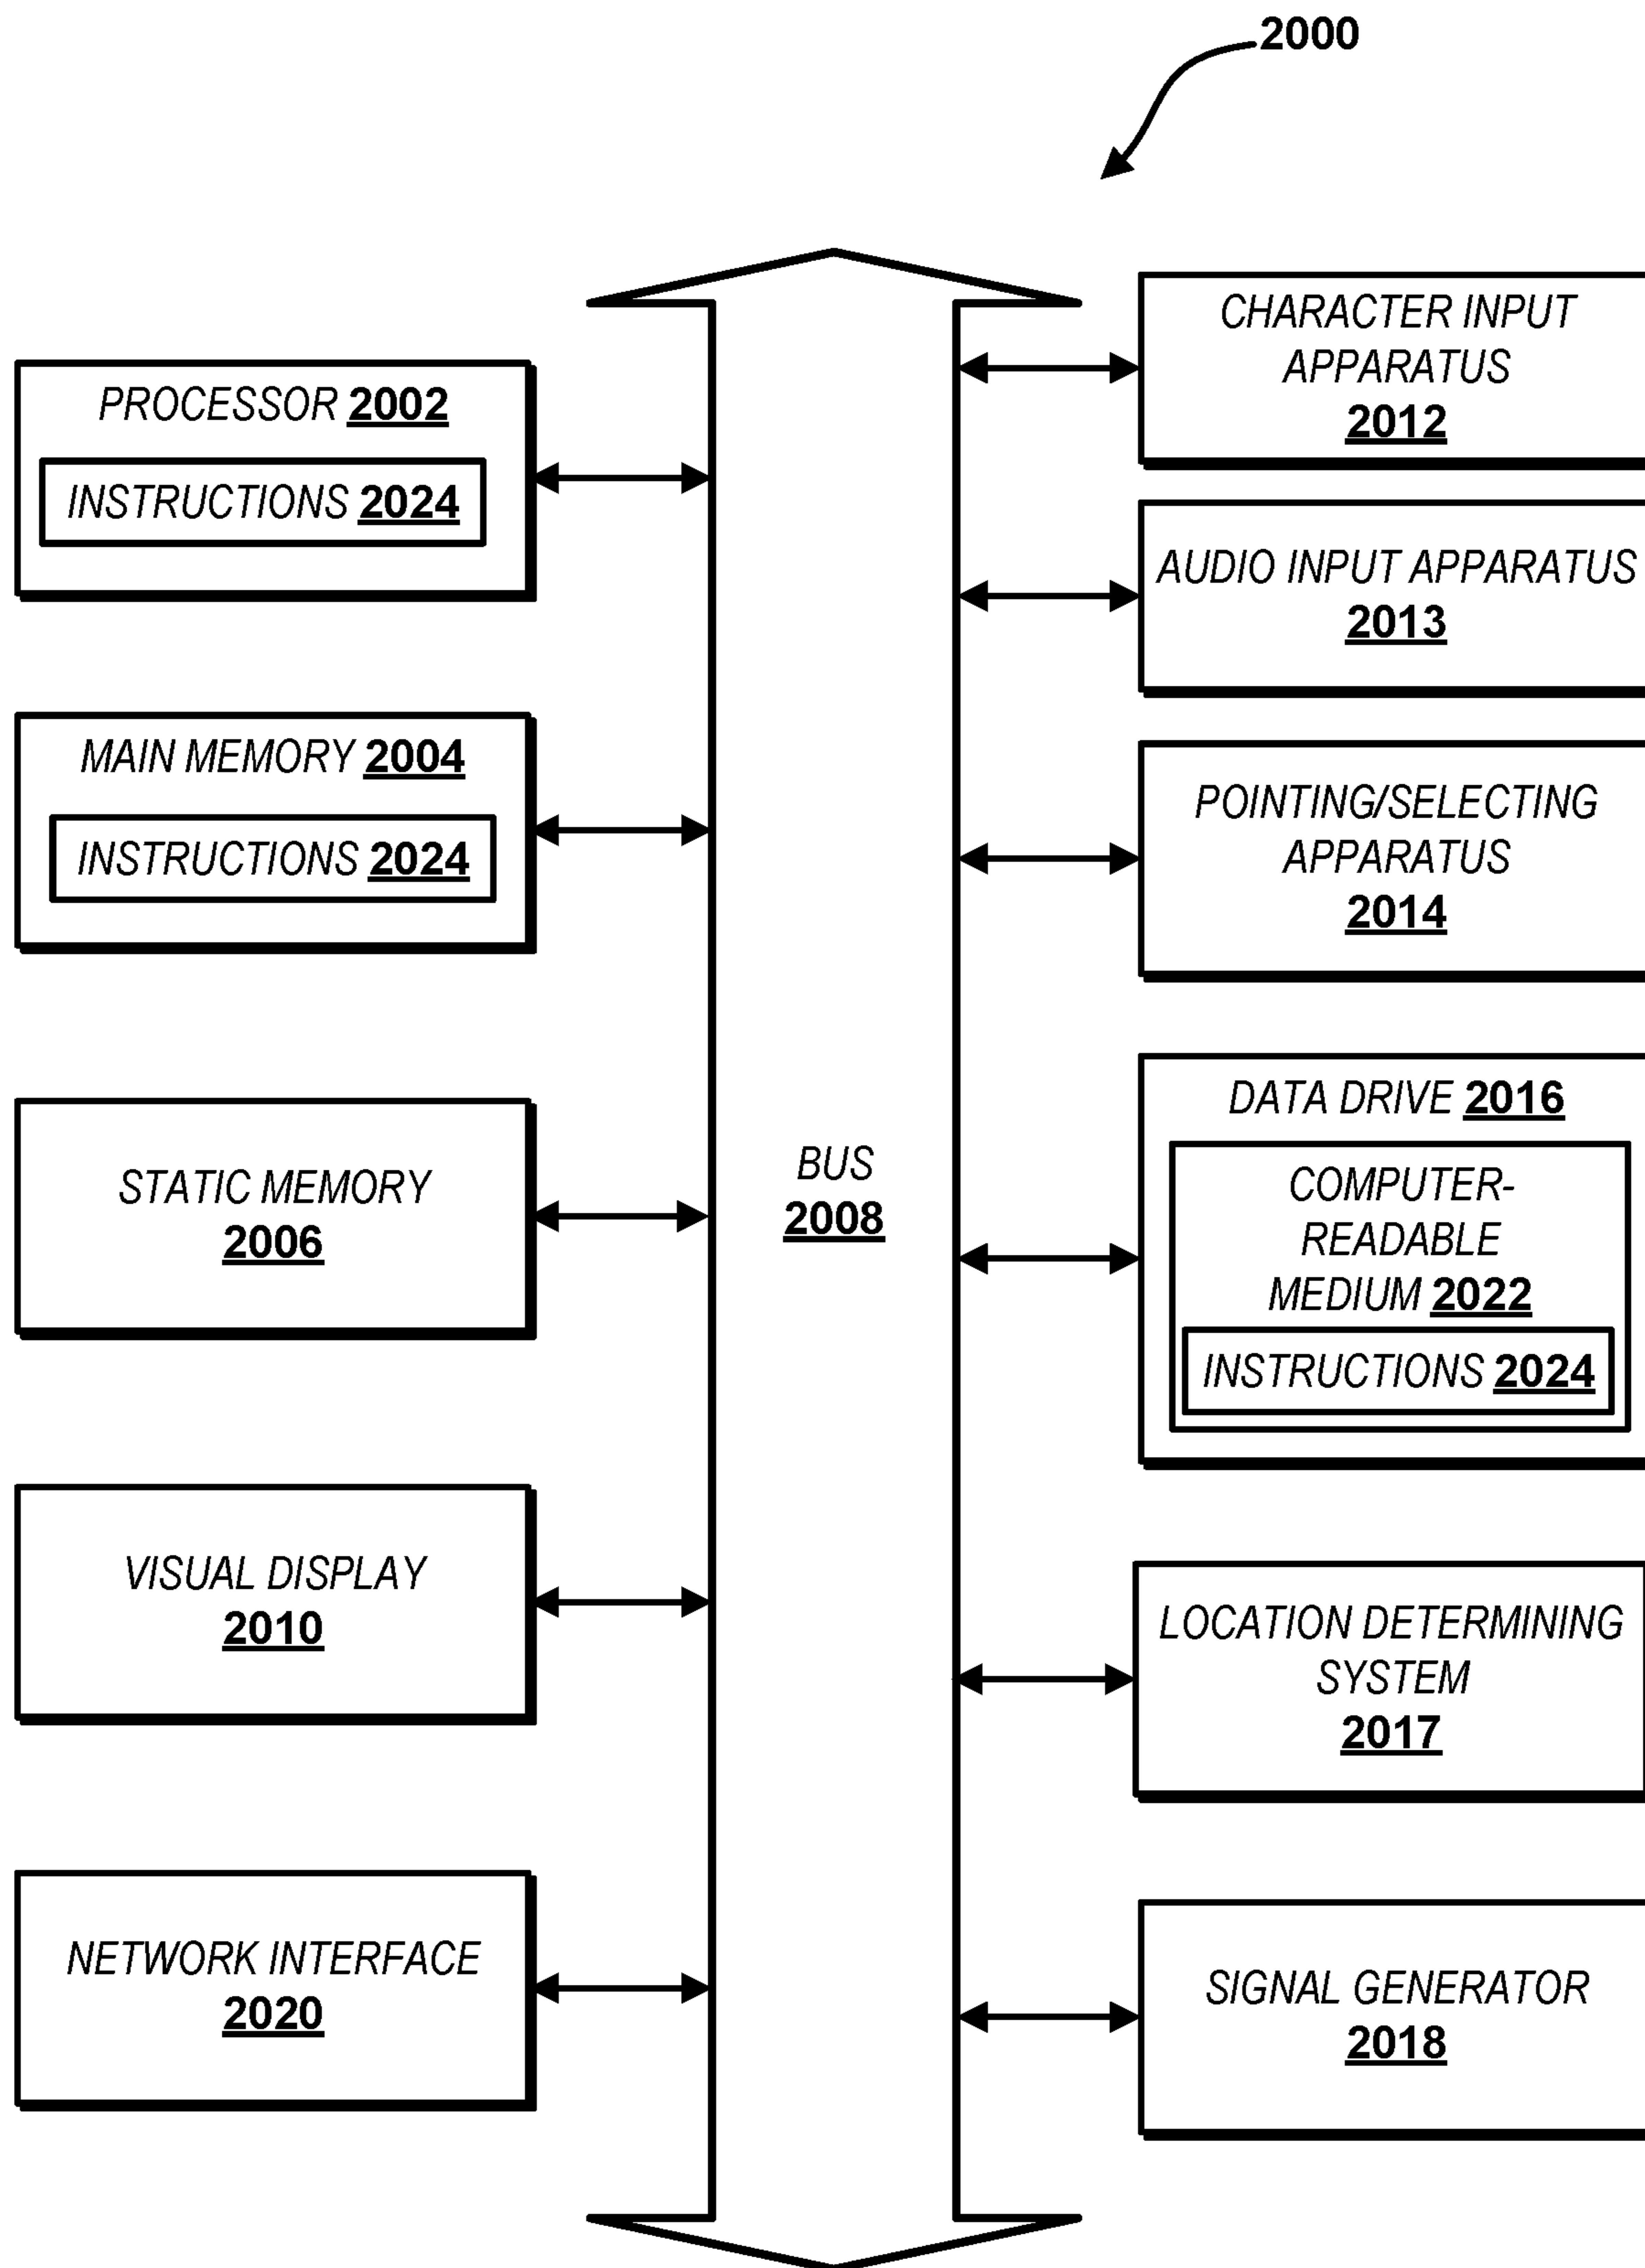 2000
PROCESSOR 2002
INSTRUCTIONS 2024
MAIN MEMORY 2004
INSTRUCTIONS 2024
STATIC MEMORY
2006
VISUAL DISPLAY
2010
NETWORK INTERFACE
2020
BUS
2008
CHARACTER INPUT
APPARATUS
2012
AUDIO INPUT APPARATUS
2013
POINTING/SELECTING
APPARATUS
2014
DATA DRIVE 2016
COMPUTER-
READABLE
MEDIUM 2022
INSTRUCTIONS 2024
LOCATION DETERMINING
SYSTEM
2017
SIGNAL GENERATOR
2018